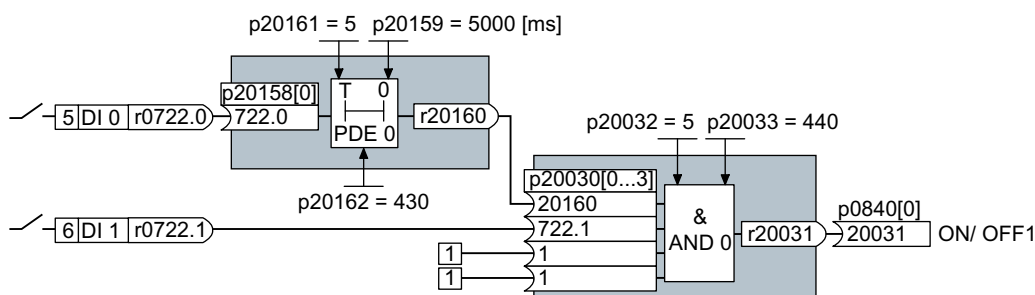 p20161 = 5 p20159 = 5000 [ms]
p20158[0] T 0
5 DI 0 r0722.0 722.0 r20160
PDE 0
p20162 = 430
p20032 = 5 p20033 = 440
p20030[0...3]
20160
& p0840[0]
6 DI 1 r0722.1 722.1 AND 0 r20031 20031 ON/ OFF1
1 1
1 1